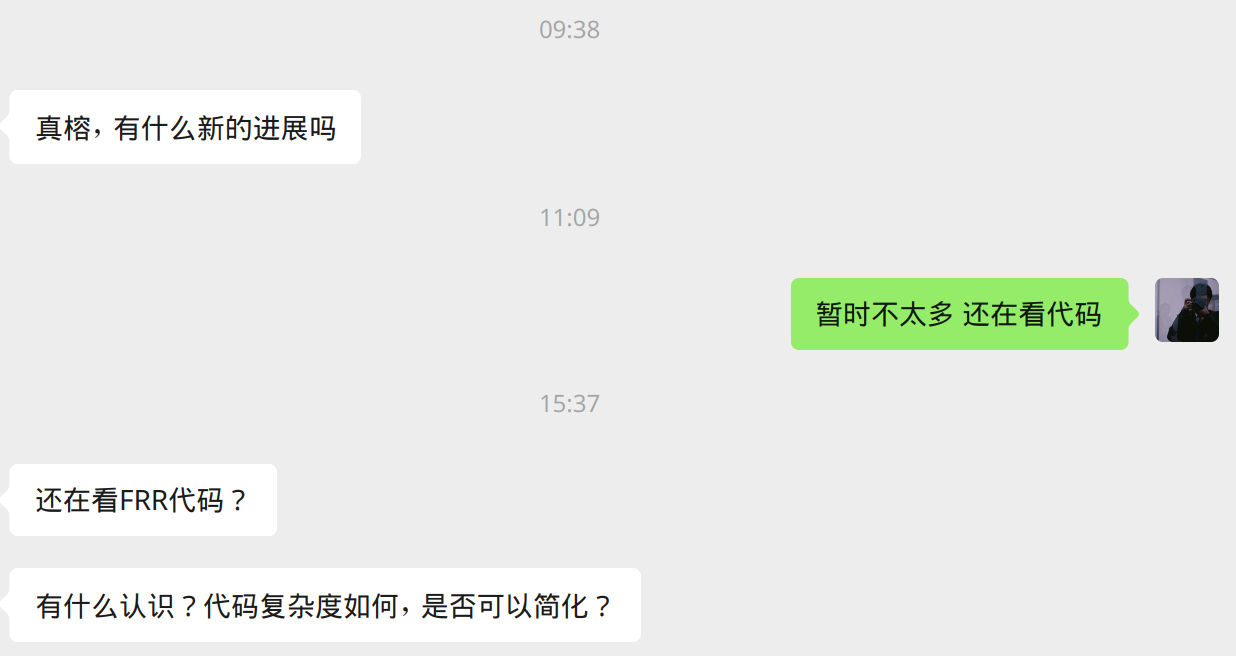 09:38
真榕，有什么新的进展吗
11:09
暂时不太多 还在看代码
15:37
还在看FRR代码？
有什么认识？代码复杂度如何，是否可以简化？